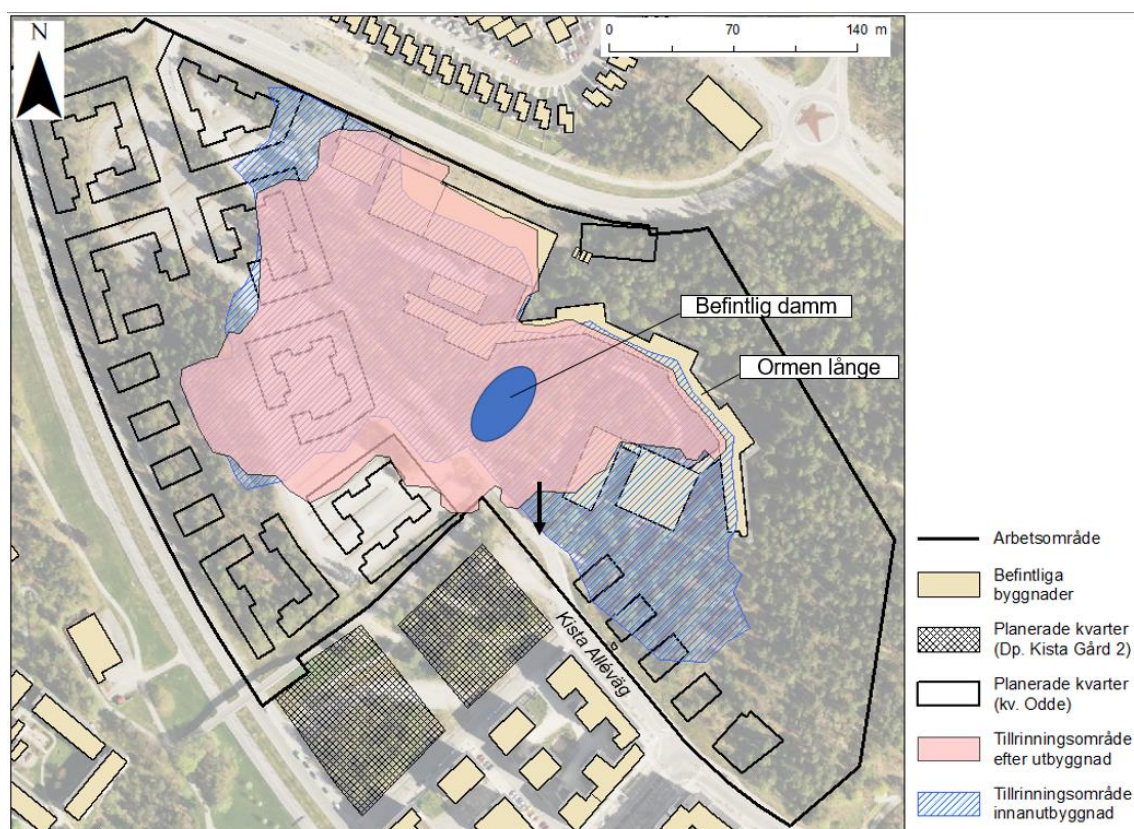 N
0 70 140 m
Befintlig damm
Ormen långe
Kista Alléväg
Arbetsområde
Befintliga
byggnader
Planerade kvarter
(Dp. Kista Gård 2)
Planerade kvarter
(kv. Odde)
Tillrinningsområde
efter utbyggnad
Tillrinningsområde
innanutbyggnad